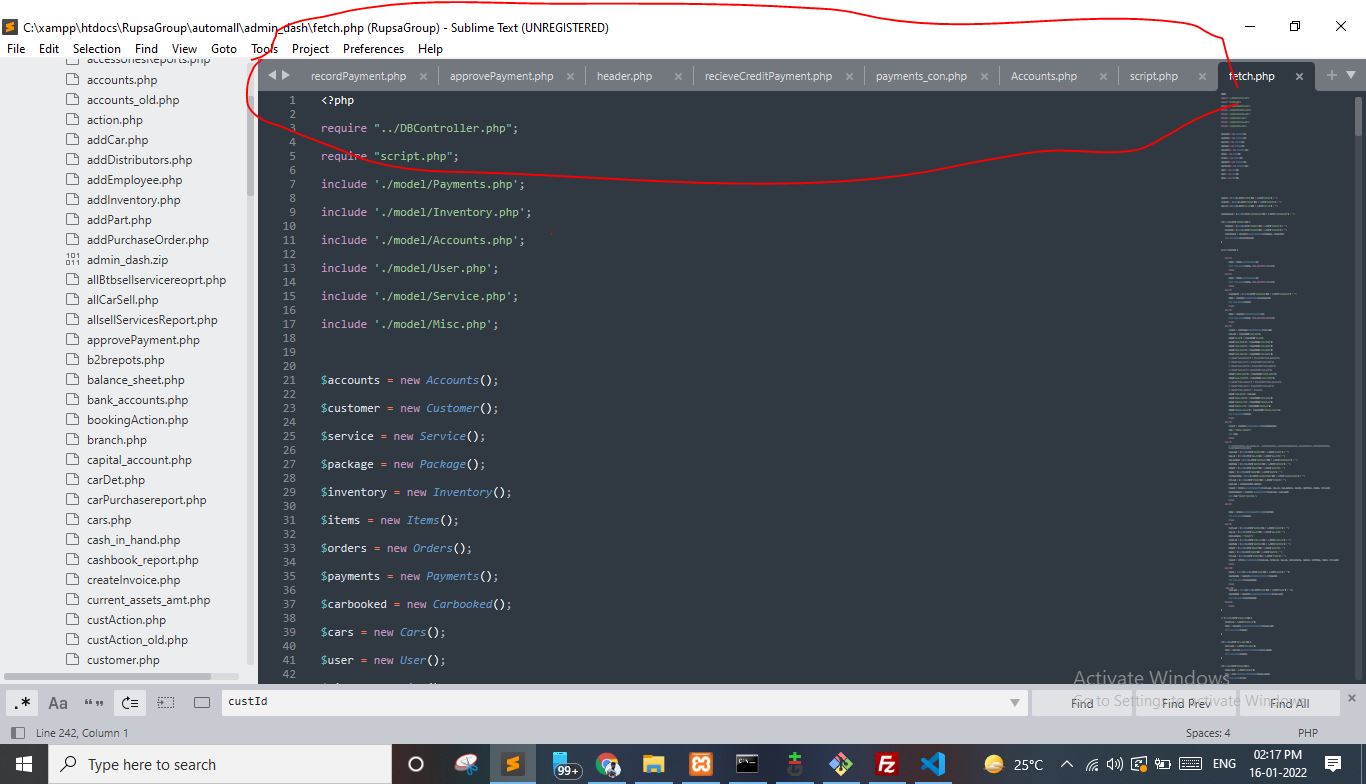 C:\xampp\htdocs\RupsaGroup\automall\admin_dash\fetch.php (RupsaGroup) - Sublime Text (UNREGISTERED)
File Edit Selection Find View Goto Tools Project Preferences Help
recordPayment.php approvePayment.php header.php recieveCreditPayment.php payments_con.php Accounts.php script.php fetch.php
accessoriesReports.php
accounts.php
accounts_old.php
action.php
addCar.php
addDistributors.php
addEmployee.php
addInventory.php
addPart.php
addPurchaseOrder.php
admin_dash.zip
allBtbsellservicereoprt.php
allCarSell.php
allsellServicesReport.php
approvePayment.php
b2brepots.php
balance_sheet.php
bank_accounts.php
bookingAction.php
branch.php
capital_account.php
carDet.php
carPurchasereport.php
cars.php
cash_in_hand.php
cashbook_report.php
createInvoice.php
current_assets_amt.php
custAction.php
custAction_old.php
customer.php
1 <?php
2
3 require "../DBController.php";
4
5 require "script.php";
6
7 include './model/Payments.php';
8
9 include './model/Inventory.php';
10
11 include './model/Accounts.php';
12
13 include './model/User.php';
14
15 include './model/Service.php';
16
17 include './model/Misc.php';
18
19
20
21 $accounts = new Accounts();
22
23 $customer = new Customer();
24
25 $service = new Service();
26
27 $package = new Package();
28
29 $inventory = new Inventory();
30
31 $items = new Items();
32
33 $orders = new Orders();
34
35 $payments = new Payments();
36
37 $carbooked = new Carbooked();
38
39 $cars = new Cars();
40
41 $user = new User();
42
Activate Windows
Go to Settings to activate Windows.
.* Aa “” custId Find Find Prev Find All
Line 242, Column 1 Spaces: 4 PHP
Type here to search 99+ 25°C ENG 02:17 PM
16-01-2022